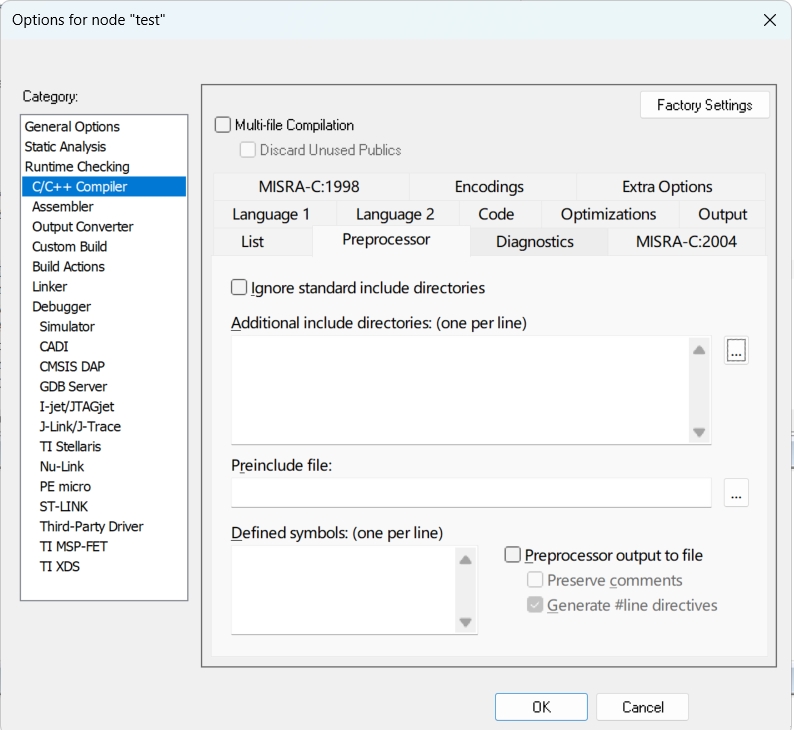 Options for node "test"
Category:
General Options
Static Analysis
Runtime Checking
C/C++ Compiler
Assembler
Output Converter
Custom Build
Build Actions
Linker
Debugger
Simulator
CADI
CMSIS DAP
GDB Server
I-jet/JTAGjet
J-Link/J-Trace
TI Stellaris
Nu-Link
PE micro
ST-LINK
Third-Party Driver
TI MSP-FET
TI XDS
Factory Settings
Multi-file Compilation
Discard Unused Publics
MISRA-C:1998 Encodings Extra Options
Language 1 Language 2 Code Optimizations Output
List Preprocessor Diagnostics MISRA-C:2004
Ignore standard include directories
Additional include directories: (one per line)
...
Preinclude file:
...
Defined symbols: (one per line)
Preprocessor output to file
Preserve comments
Generate #line directives
OK Cancel